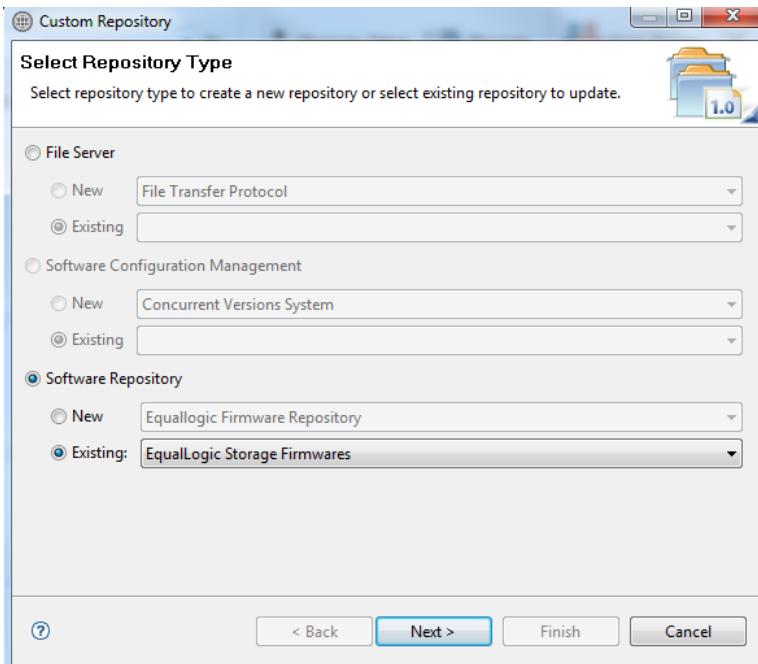 Custom Repository
Select Repository Type
Select repository type to create a new repository or select existing repository to update.
1.0
File Server
New File Transfer Protocol
Existing
Software Configuration Management
New Concurrent Versions System
Existing
Software Repository
New Equallogic Firmware Repository
Existing: EqualLogic Storage Firmwares
? < Back Next > Finish Cancel